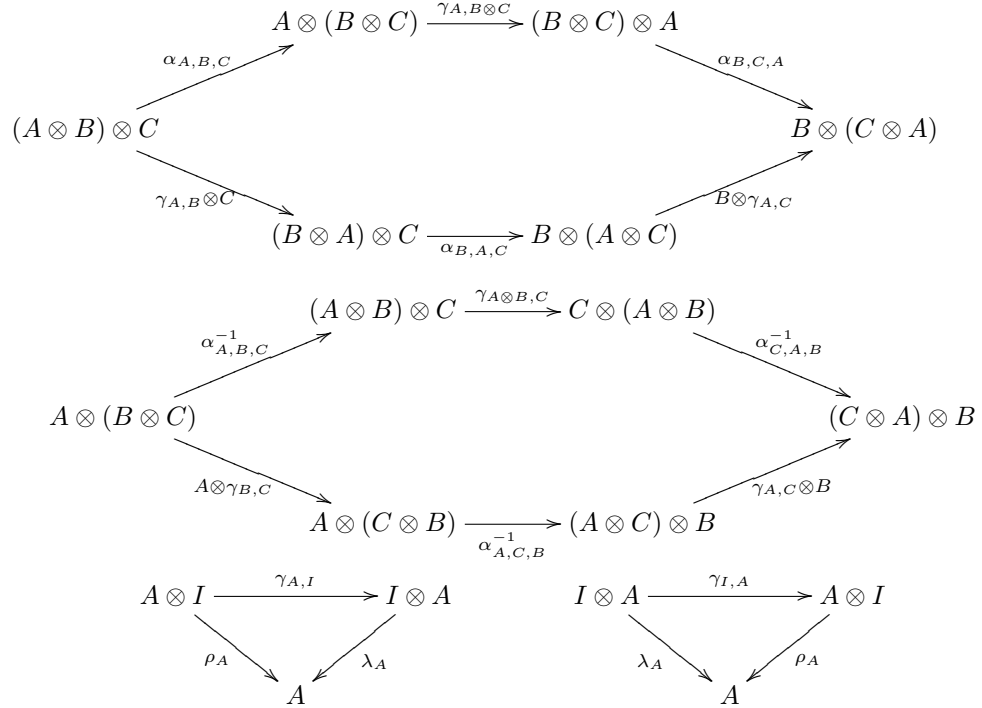 A ⊗ (B ⊗ C) γ_{A,B⊗C} (B ⊗ C) ⊗ A
α_{A,B,C} α_{B,C,A}
(A ⊗ B) ⊗ C B ⊗ (C ⊗ A)
γ_{A,B}⊗C B⊗γ_{A,C}
(B ⊗ A) ⊗ C α_{B,A,C} B ⊗ (A ⊗ C)
(A ⊗ B) ⊗ C γ_{A⊗B,C} C ⊗ (A ⊗ B)
α^{-1}_{A,B,C} α^{-1}_{C,A,B}
A ⊗ (B ⊗ C) (C ⊗ A) ⊗ B
A⊗γ_{B,C} γ_{A,C}⊗B
A ⊗ (C ⊗ B) α^{-1}_{A,C,B} (A ⊗ C) ⊗ B
A ⊗ I γ_{A,I} I ⊗ A I ⊗ A γ_{I,A} A ⊗ I
ρ_A λ_A λ_A ρ_A
A A